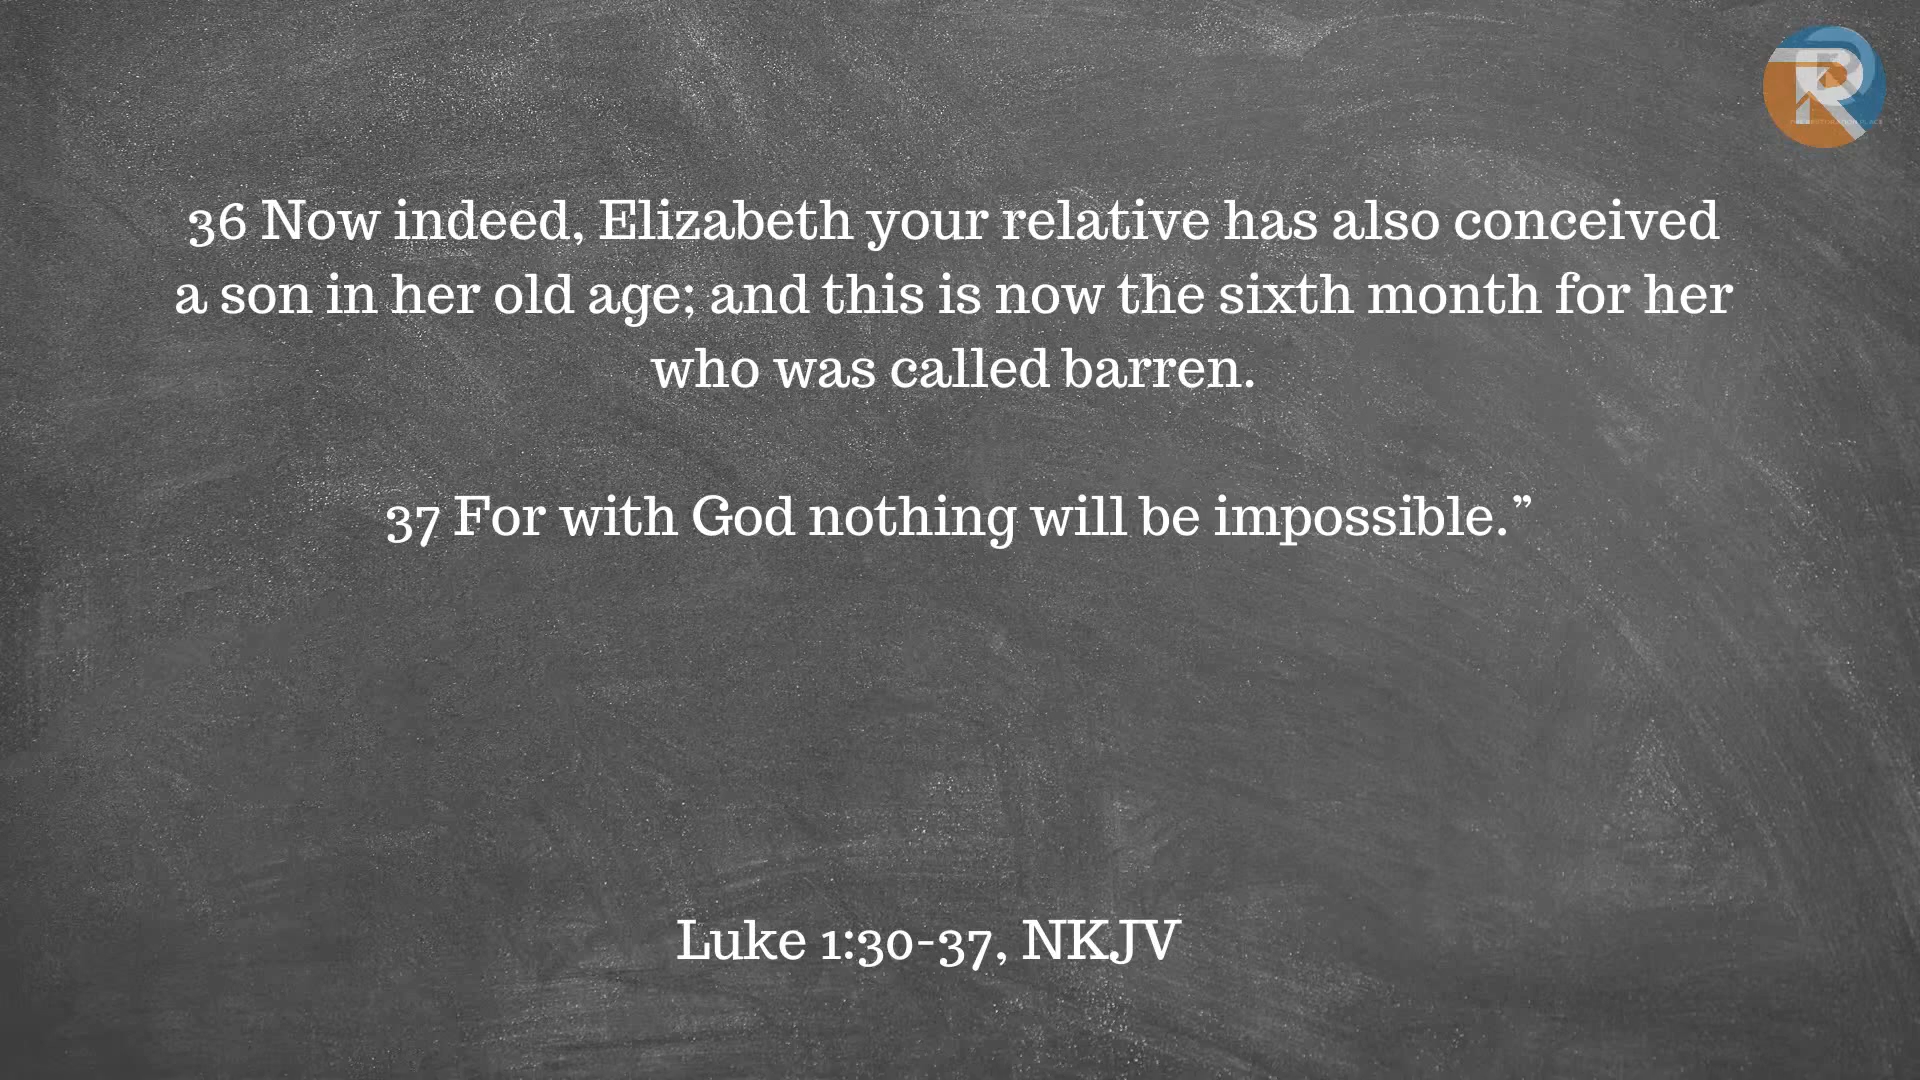 36 Now indeed, Elizabeth your relative has also conceived
a son in her old age; and this is now the sixth month for her
who was called barren.
37 For with God nothing will be impossible.”
Luke 1:30-37, NKJV